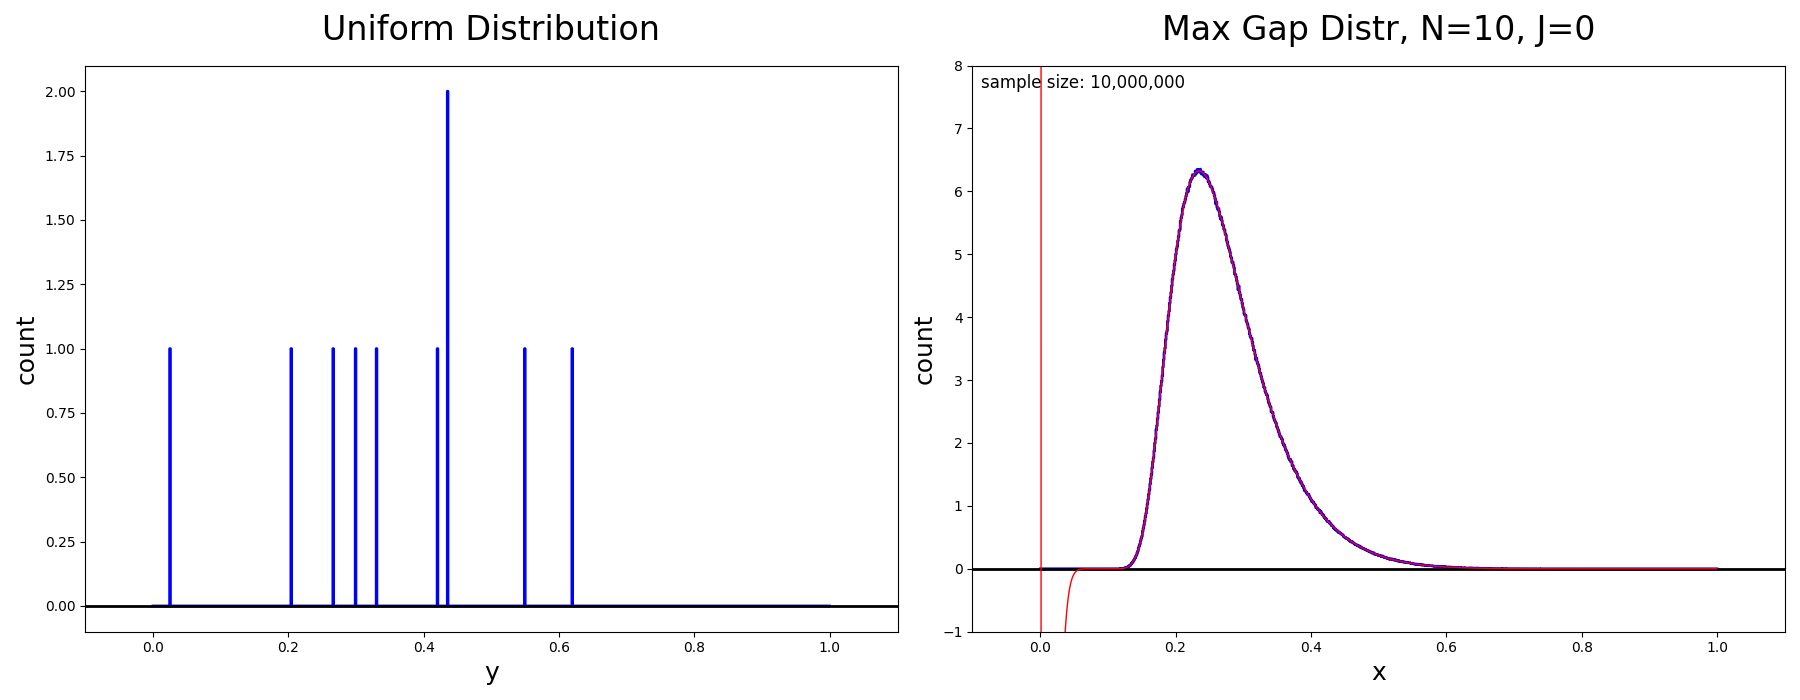 Uniform Distribution
2.00
1.75
1.50
1.25
1.00
0.75
0.50
0.25
0.00
count
0.0 0.2 0.4 0.6 0.8 1.0
y
Max Gap Distr, N=10, J=0
sample size: 10,000,000
8
7
6
5
4
3
2
1
0
−1
count
0.0 0.2 0.4 0.6 0.8 1.0
x